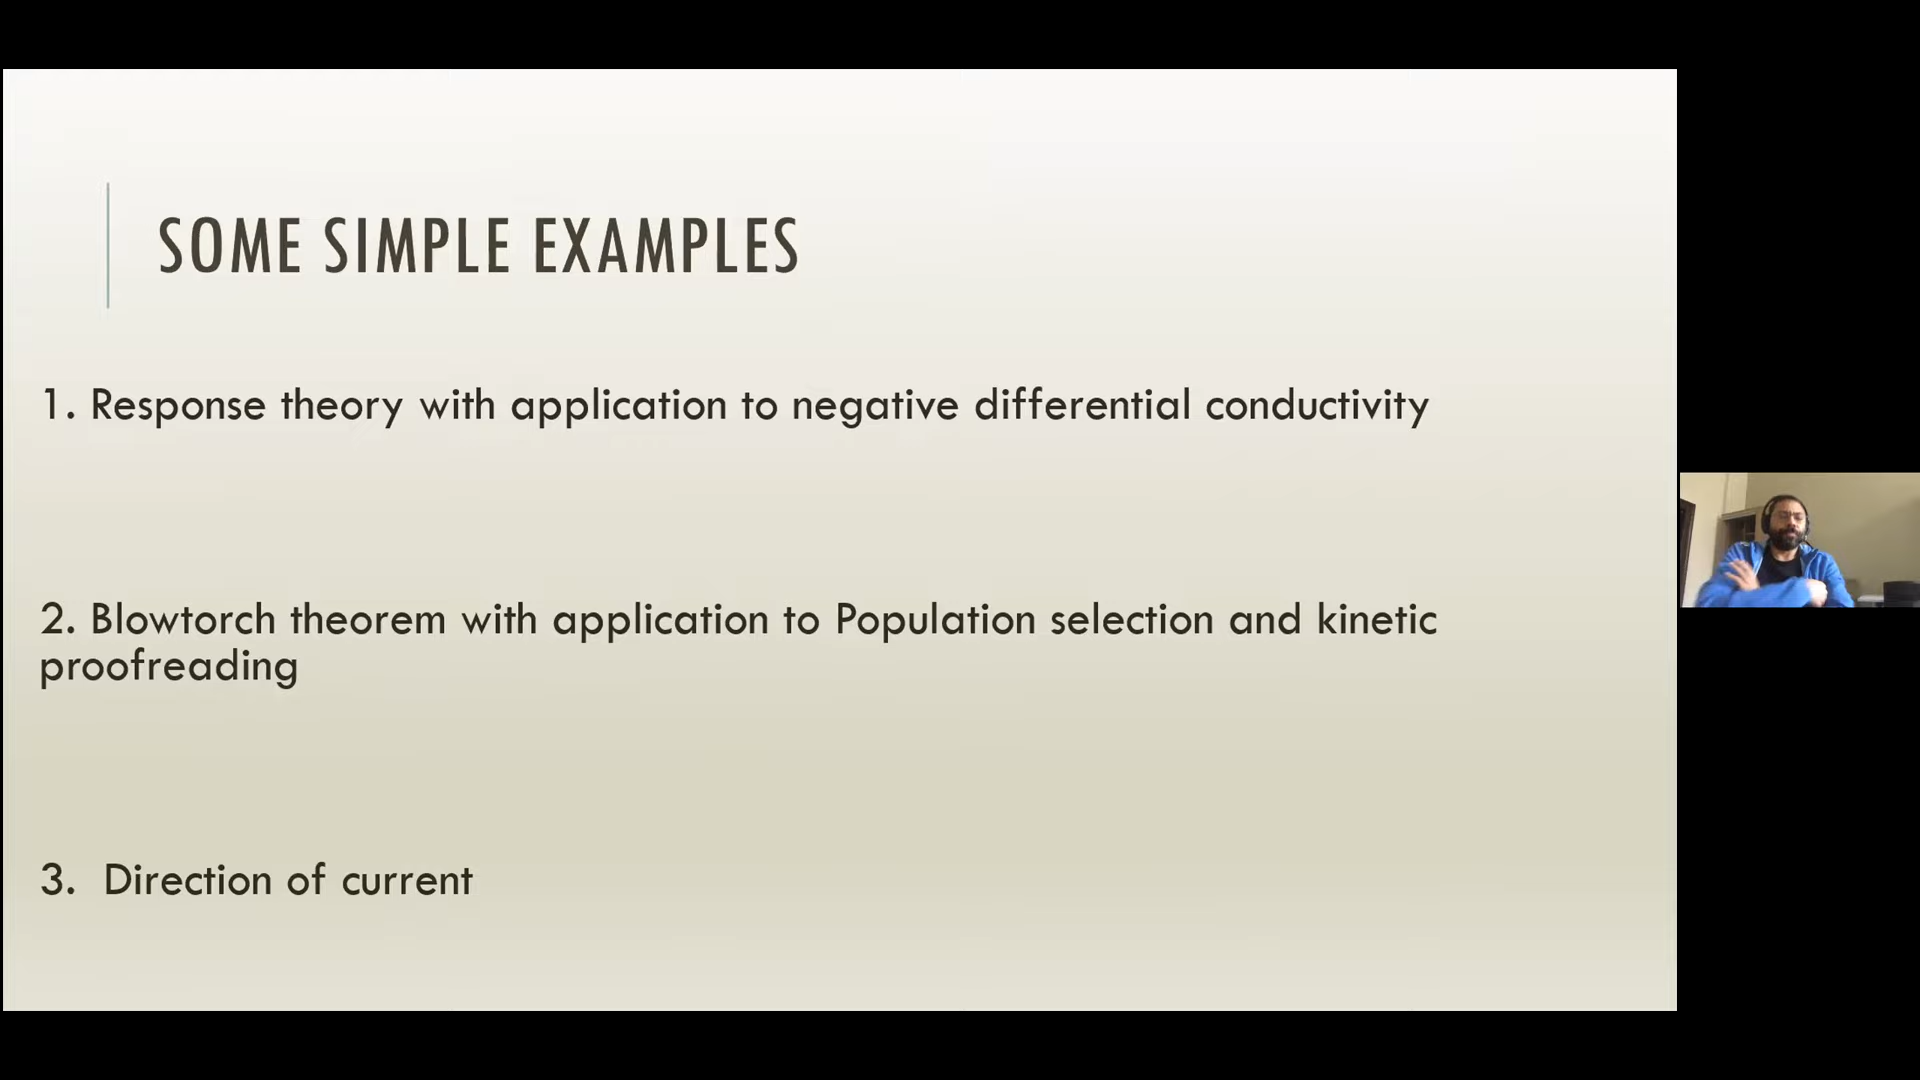 SOME SIMPLE EXAMPLES
1. Response theory with application to negative differential conductivity
2. Blowtorch theorem with application to Population selection and kinetic
proofreading
3. Direction of current